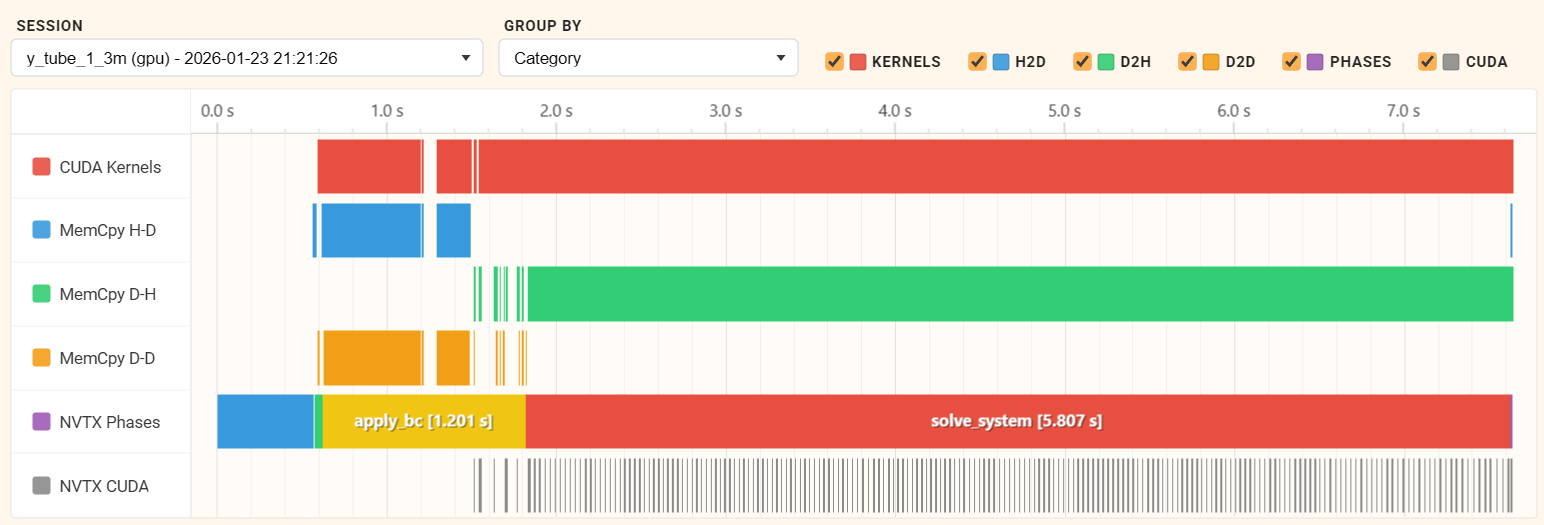 SESSION
GROUP BY
y_tube_1_3m (gpu) - 2026-01-23 21:21:26
Category
KERNELS
H2D
D2H
D2D
PHASES
CUDA
0.0 s
1.0 s
2.0 s
3.0 s
4.0 s
5.0 s
6.0 s
7.0 s
CUDA Kernels
MemCpy H-D
MemCpy D-H
MemCpy D-D
NVTX Phases
apply_bc [1.201 s]
solve_system [5.807 s]
NVTX CUDA